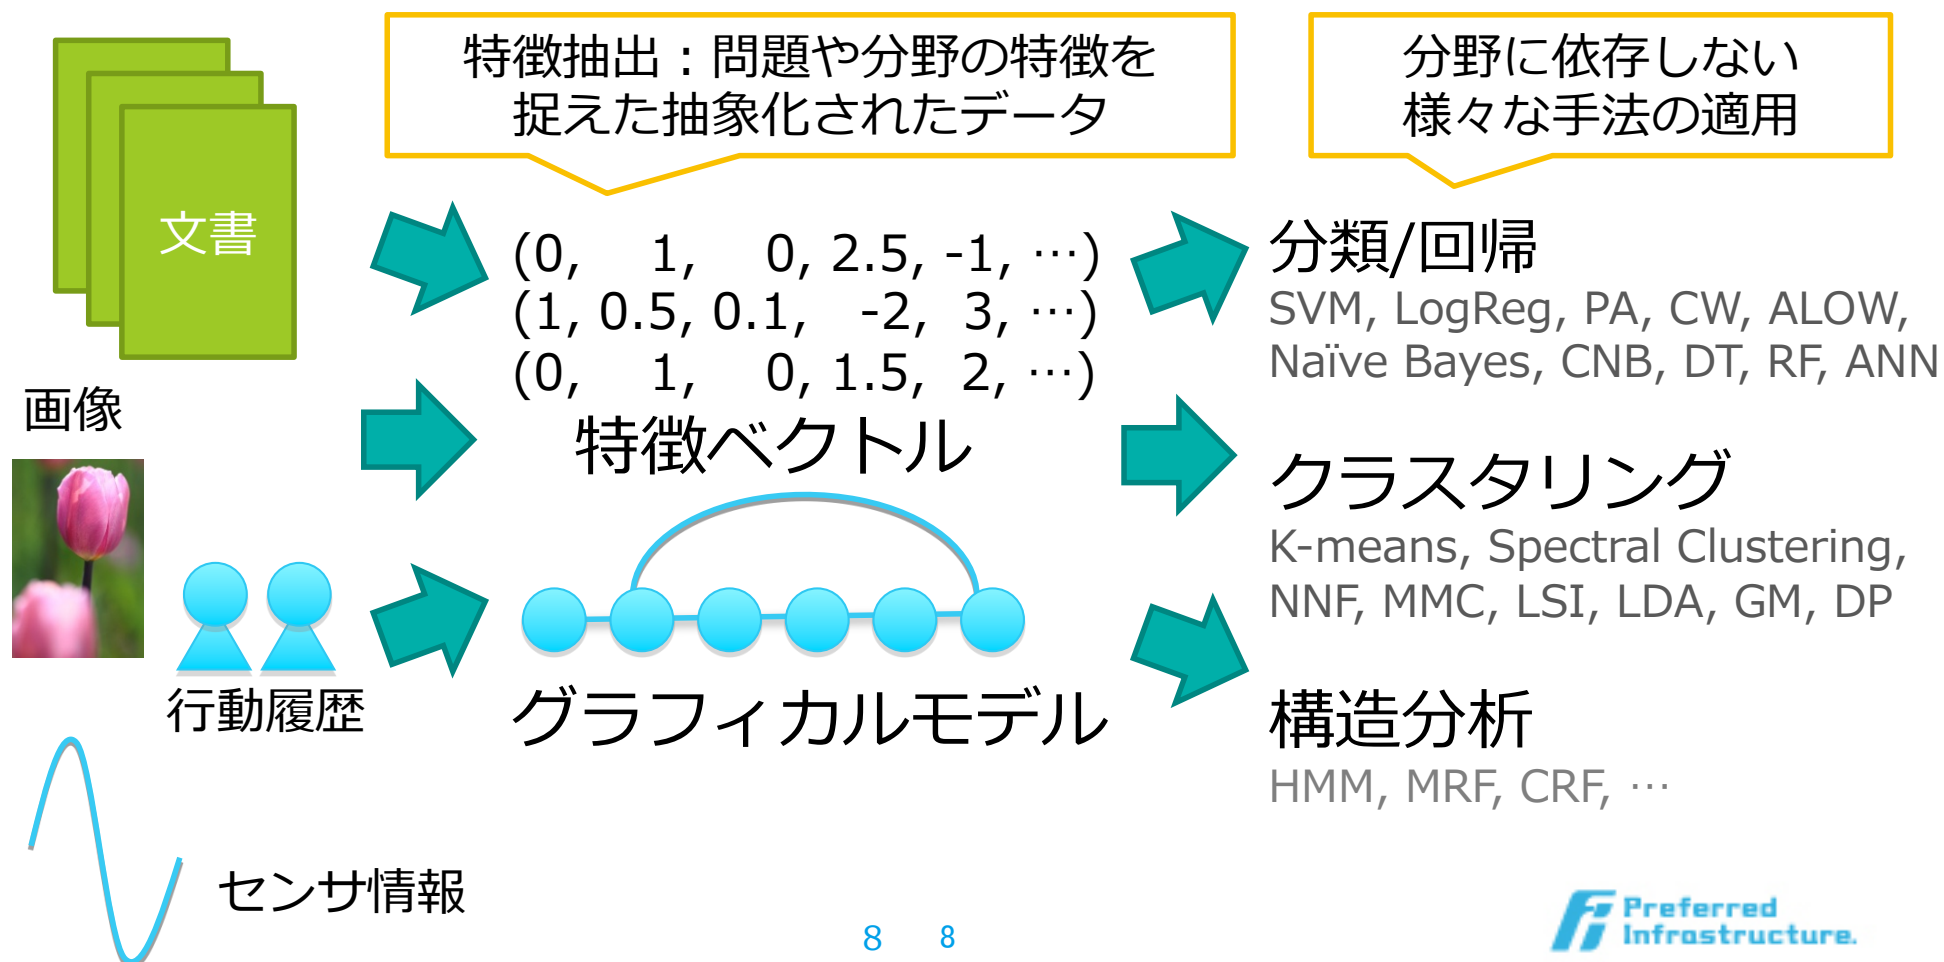 特徴抽出：問題や分野の特徴を
捉えた抽象化されたデータ
分野に依存しない
様々な手法の適用
文書
画像
行動履歴
センサ情報
(0, 1, 0, 2.5, -1, …)
(1, 0.5, 0.1, -2, 3, …)
(0, 1, 0, 1.5, 2, …)
特徴ベクトル
グラフィカルモデル
分類/回帰
SVM, LogReg, PA, CW, ALOW,
Naïve Bayes, CNB, DT, RF, ANN
クラスタリング
K-means, Spectral Clustering,
NNF, MMC, LSI, LDA, GM, DP
構造分析
HMM, MRF, CRF, …
8 8
Preferred
Infrastructure.